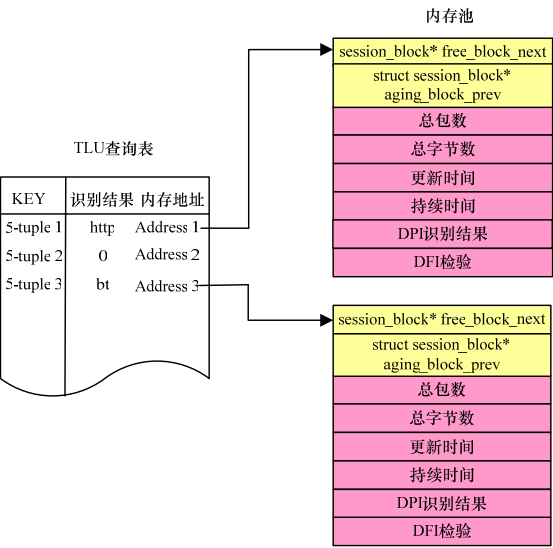 内存池
session_block* free_block_next
struct session_block*
aging_block_prev
总包数
总字节数
更新时间
持续时间
DPI识别结果
DFI检验
TLU查询表
KEY 识别结果 内存地址
5-tuple 1 http Address 1
5-tuple 2 0 Address 2
5-tuple 3 bt Address 3
session_block* free_block_next
struct session_block*
aging_block_prev
总包数
总字节数
更新时间
持续时间
DPI识别结果
DFI检验